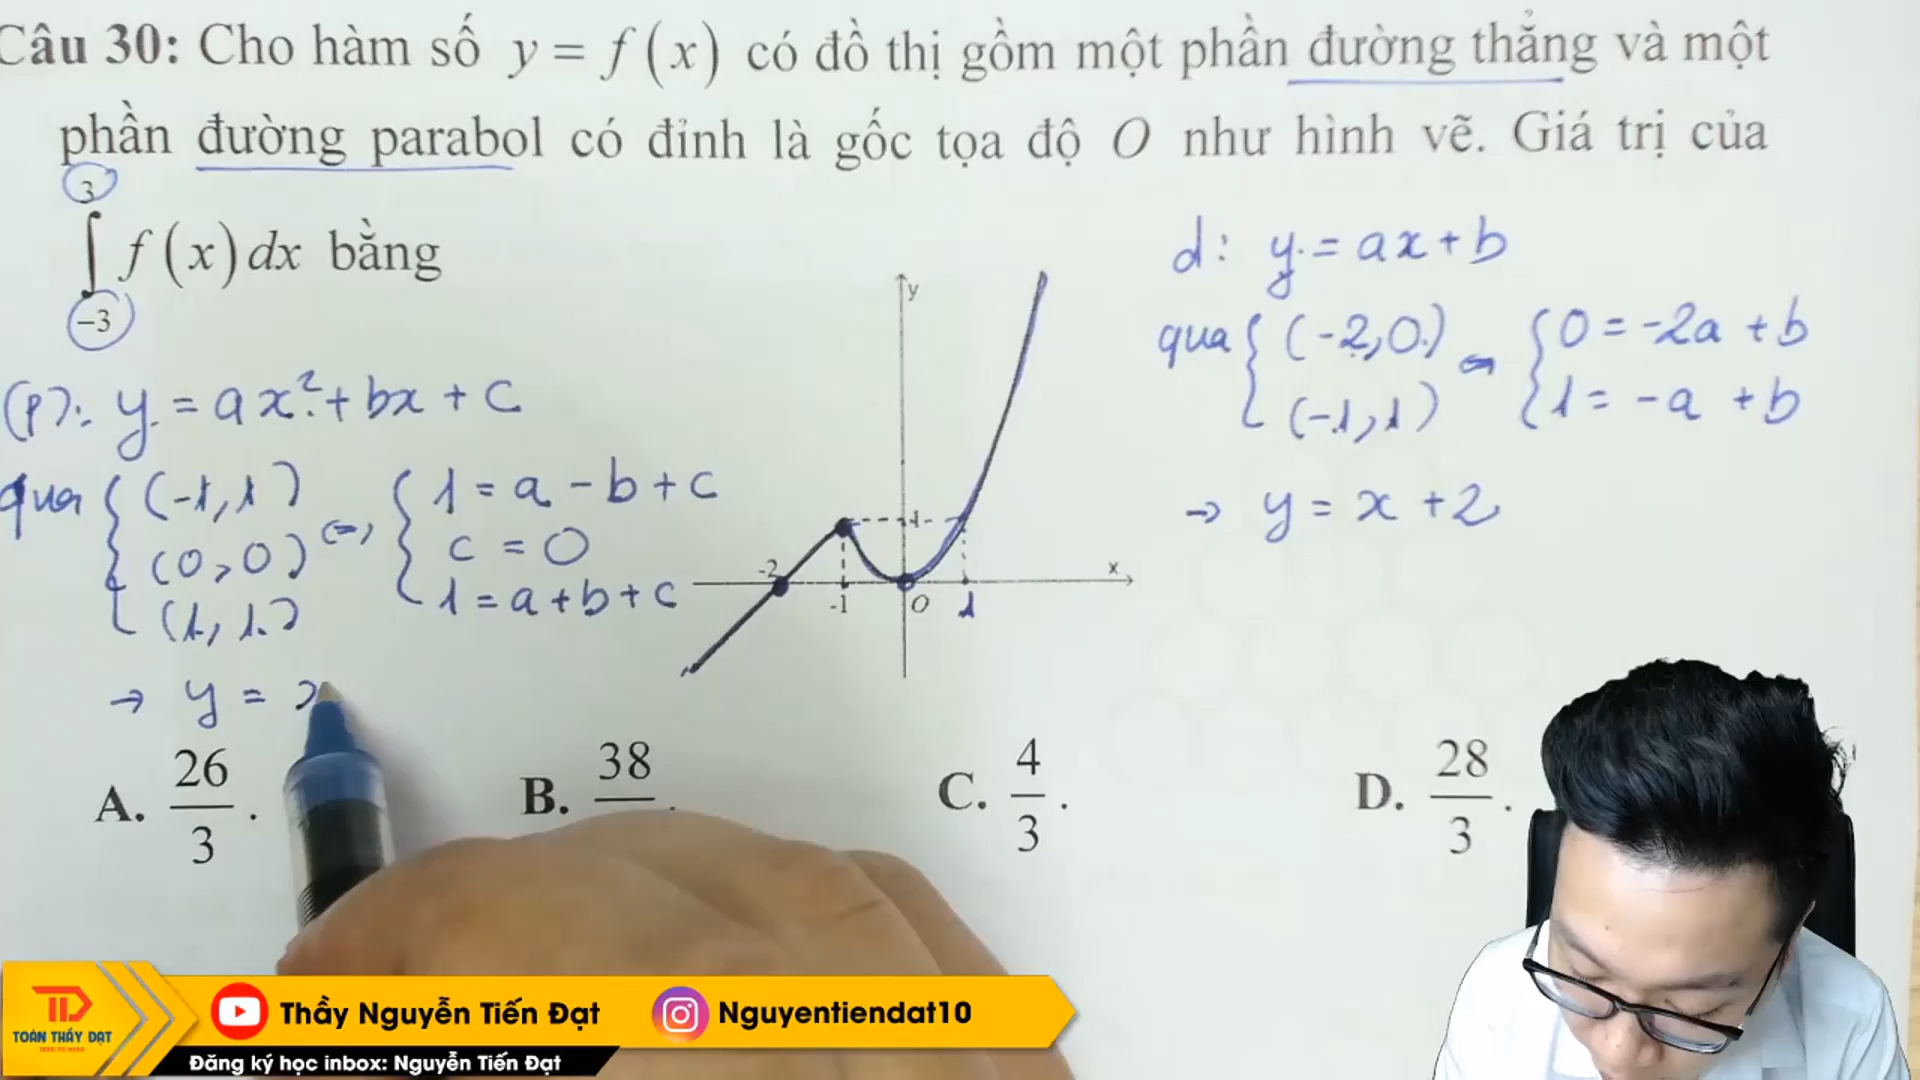 Câu 30: Cho hàm số y = f(x) có đồ thị gồm một phần đường thẳng và một
phần đường parabol có đỉnh là gốc tọa độ O như hình vẽ. Giá trị của
3
∫ f(x)dx bằng
-3
d: y = ax + b
qua { (-2, 0)
(-1, 1)
{ 0 = -2a + b
1 = -a + b
→ y = x + 2
(P): y = ax² + bx + c
qua { (-1, 1)
(0, 0)
(1, 1)
⇔ { 1 = a - b + c
c = 0
1 = a + b + c
→ y =
y
1
-2
x
-1
O
1
A. 26/3 .
B. 38 .
C. 4/3 .
D. 28/3 .
TD
TOÁN THẦY ĐẠT
Thầy Nguyễn Tiến Đạt
Nguyentiendat10
Đăng ký học inbox: Nguyễn Tiến Đạt